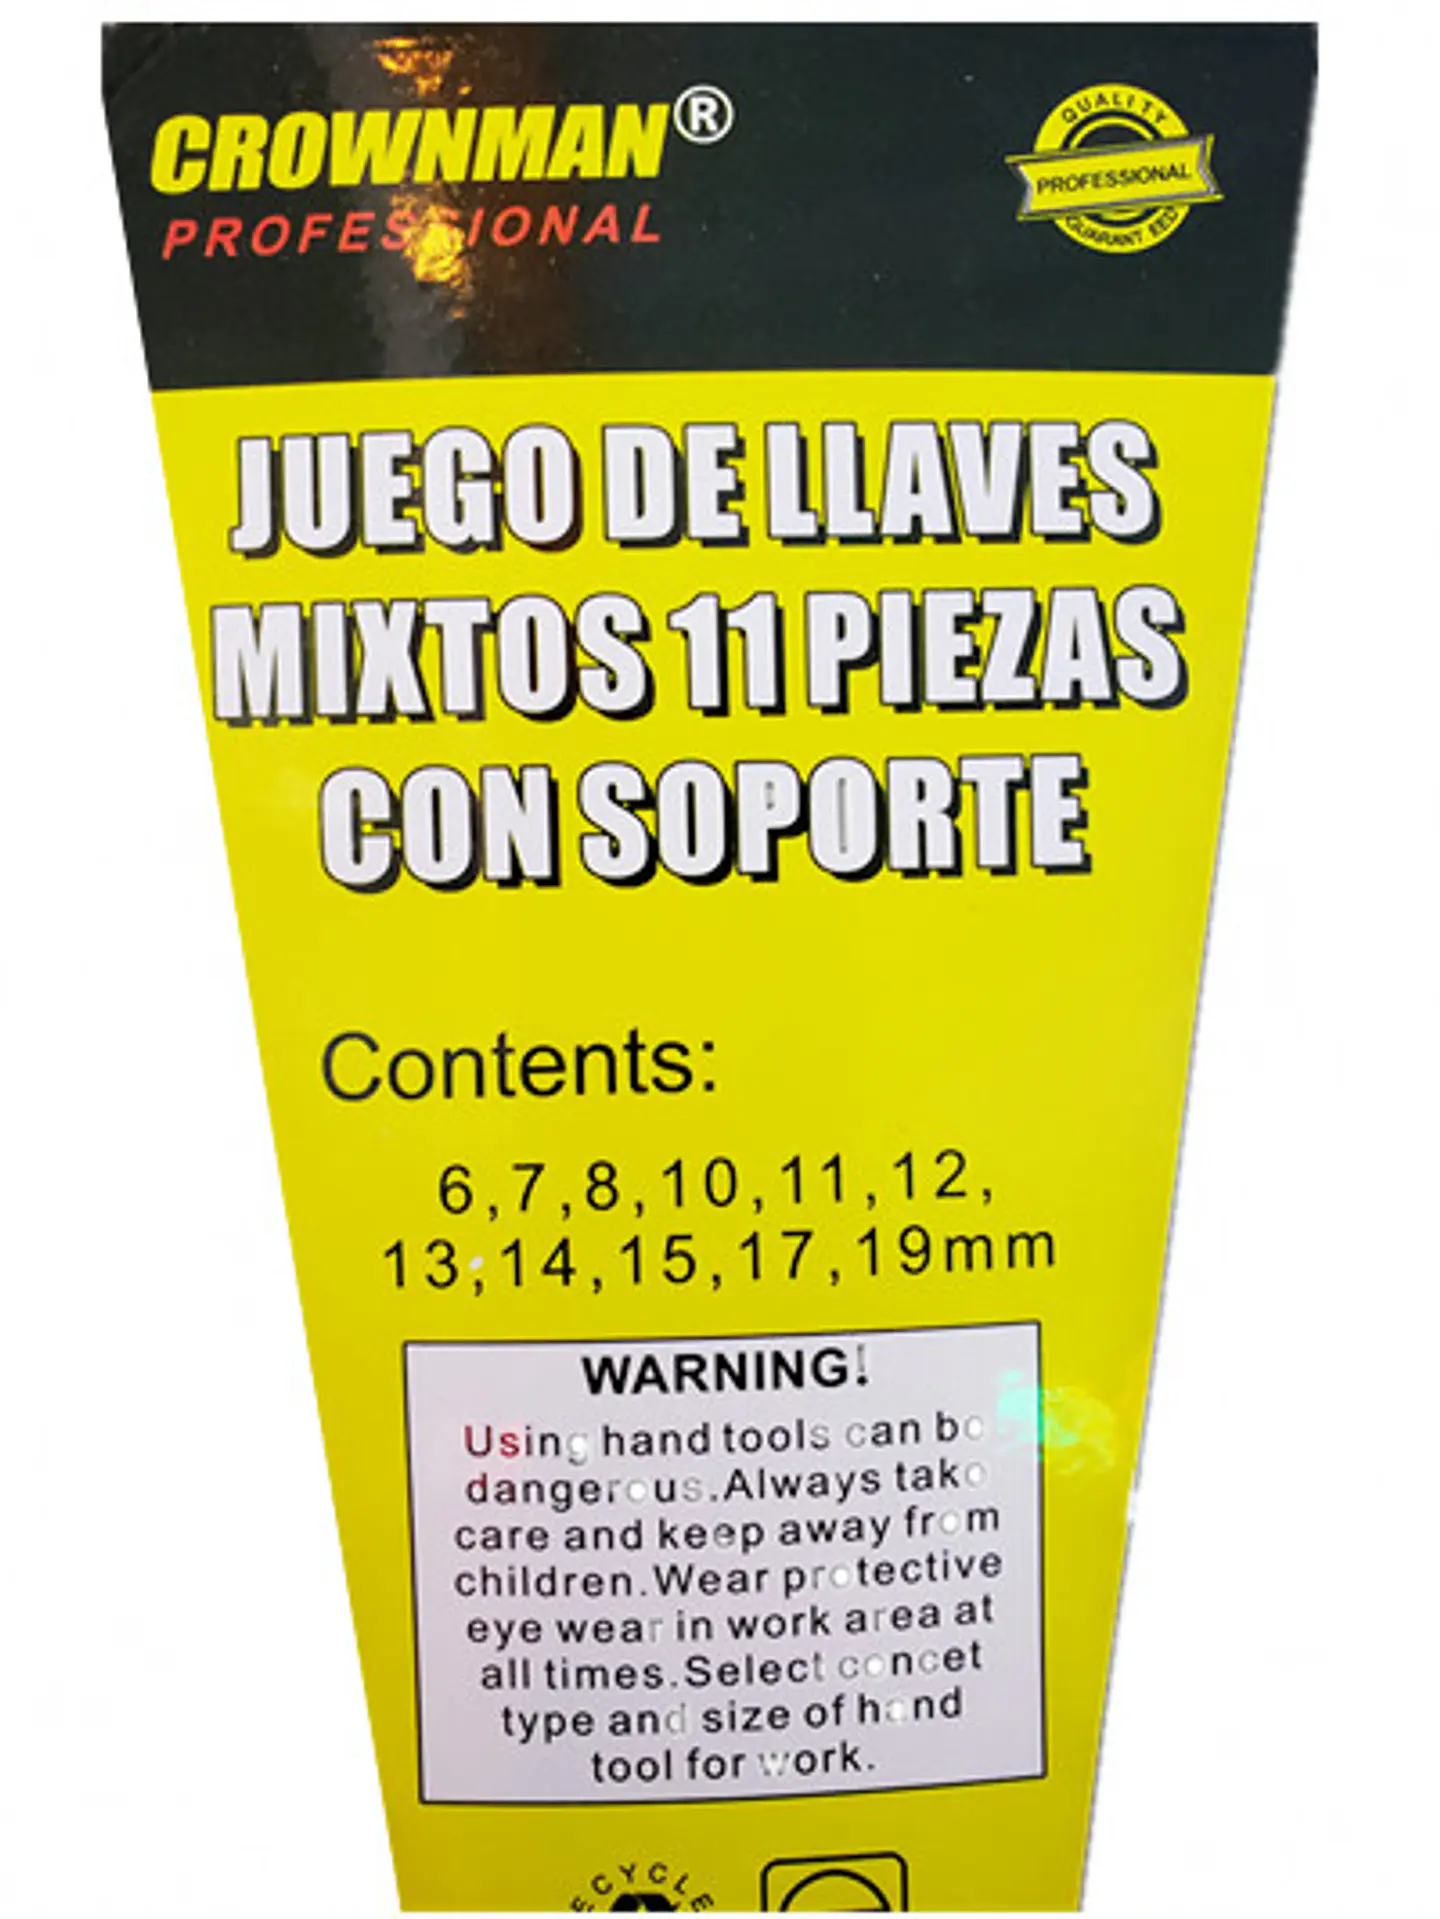 CROWNMAN®
PROFESSIONAL
QUALITY
PROFESSIONAL
GUARANTEED
JUEGO DE LLAVES
MIXTOS 11 PIEZAS
CON SOPORTE
Contents:
6,7,8,10,11,12,
13,14,15,17,19mm
WARNING!
Using hand tools can be
dangerous.Always take
care and keep away from
children.Wear protective
eye wear in work area at
all times.Select concet
type and size of hand
tool for work.
RECYCLE